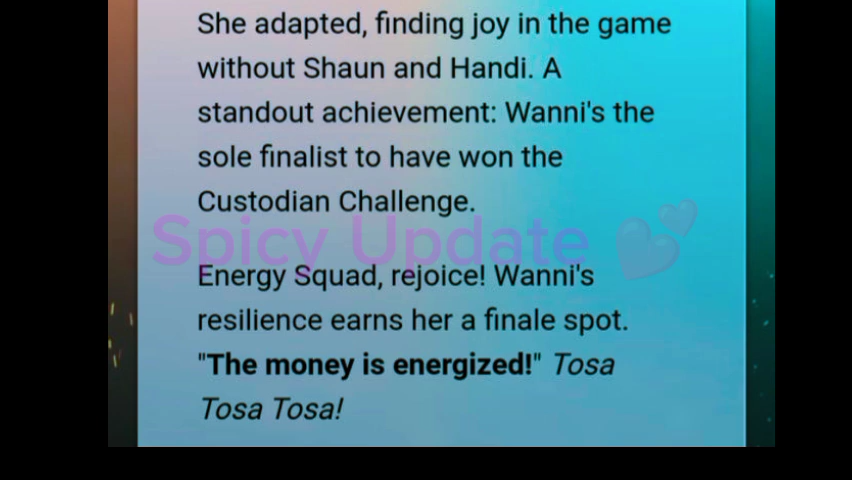 She adapted, finding joy in the game
without Shaun and Handi. A
standout achievement: Wanni's the
sole finalist to have won the
Custodian Challenge.
Spicy Update 💕
Energy Squad, rejoice! Wanni's
resilience earns her a finale spot.
"The money is energized!" Tosa
Tosa Tosa!